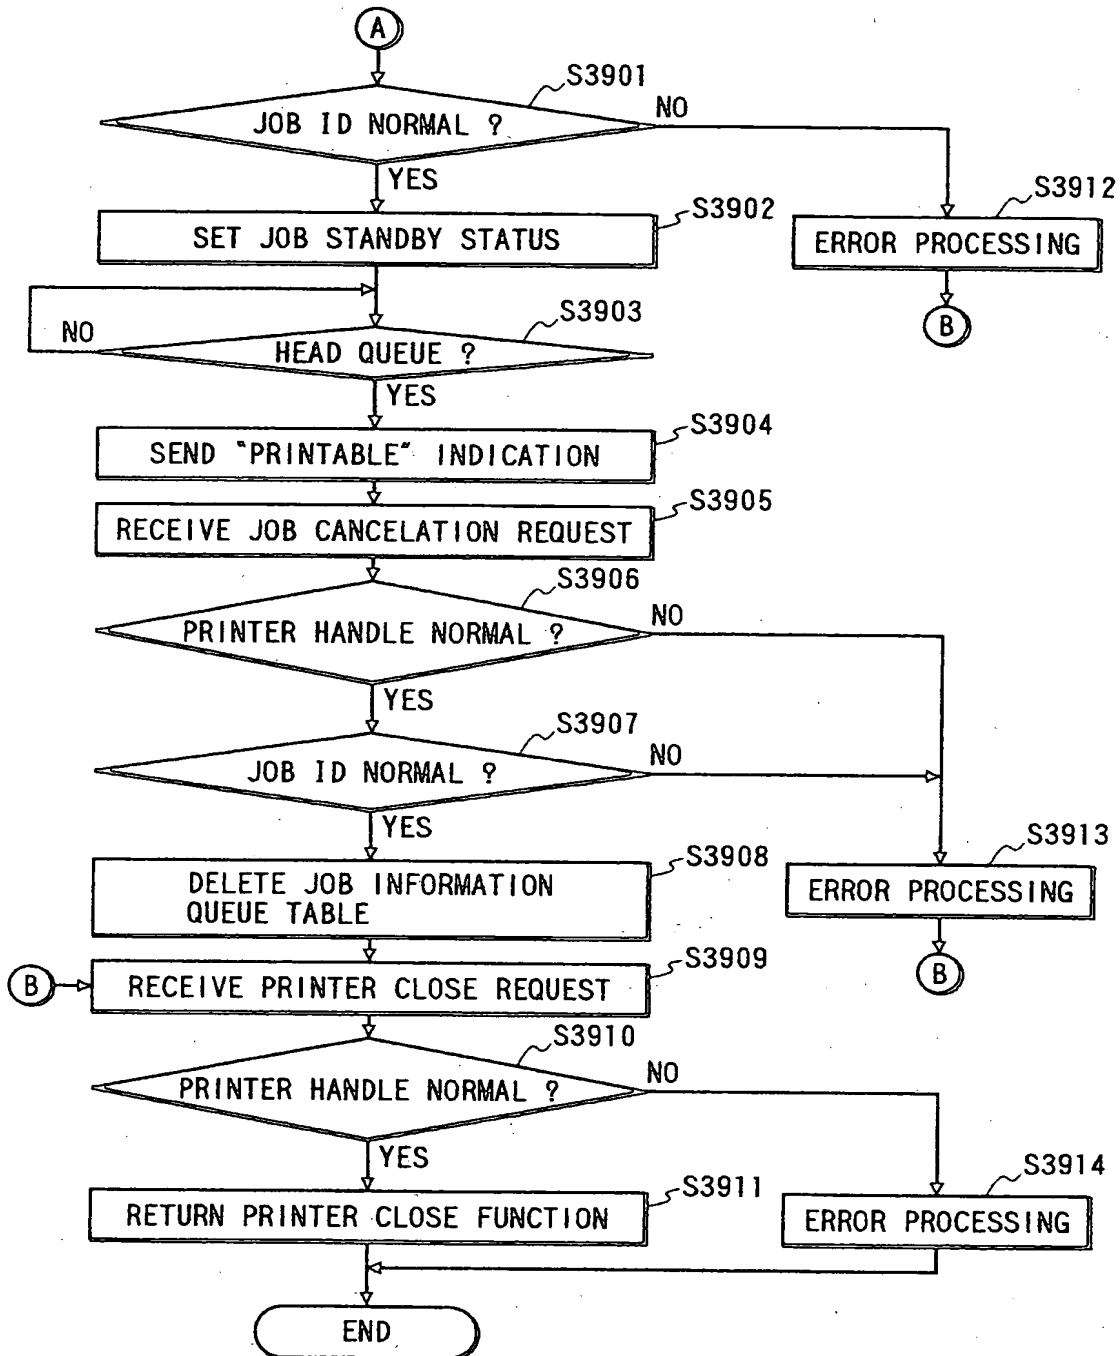 A
S3901
JOB ID NORMAL ?
NO
YES
S3902
SET JOB STANDBY STATUS
S3912
ERROR PROCESSING
B
S3903
NO
HEAD QUEUE ?
YES
S3904
SEND "PRINTABLE" INDICATION
S3905
RECEIVE JOB CANCELATION REQUEST
S3906
PRINTER HANDLE NORMAL ?
NO
YES
S3907
JOB ID NORMAL ?
NO
YES
S3908
DELETE JOB INFORMATION
QUEUE TABLE
S3913
ERROR PROCESSING
B
S3909
B
RECEIVE PRINTER CLOSE REQUEST
S3910
PRINTER HANDLE NORMAL ?
NO
YES
S3911
RETURN PRINTER CLOSE FUNCTION
S3914
ERROR PROCESSING
END